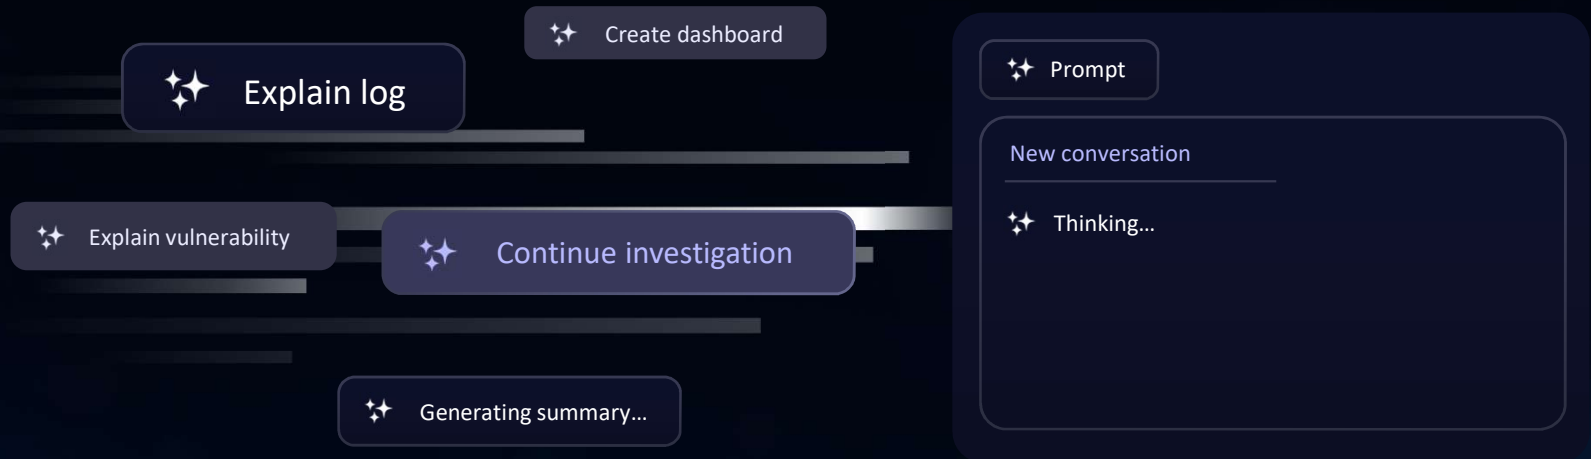 Create dashboard
Explain log
Explain vulnerability
Continue investigation
Generating summary...
Prompt
New conversation
Thinking...